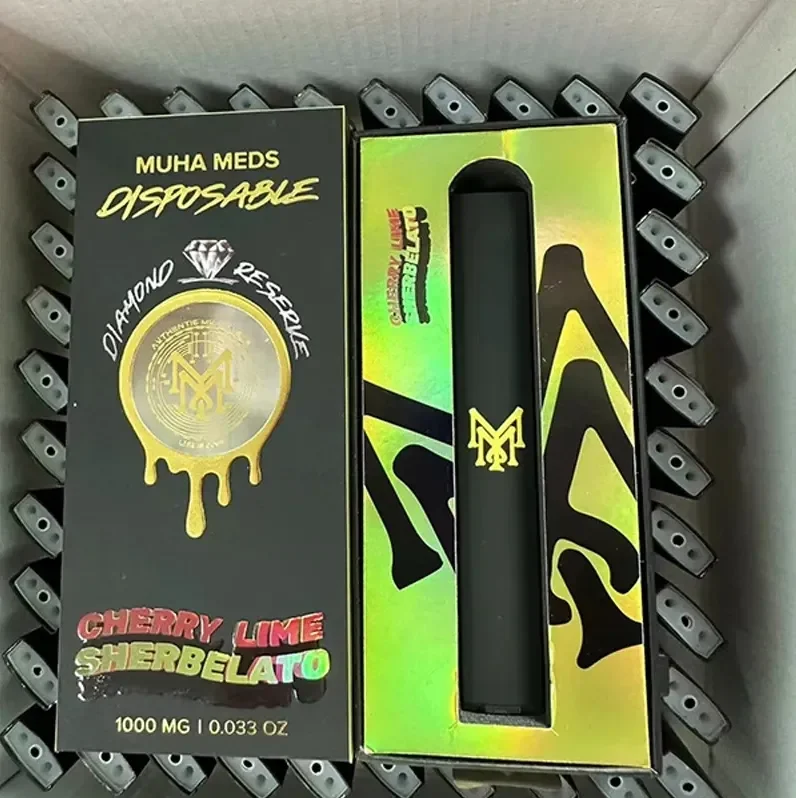 MUHA MEDS
DISPOSABLE
DIAMOND RESERVE
CHERRY LIME
SHERBELATO
1000 MG | 0.033 OZ
CHERRY LIME
SHERBELATO